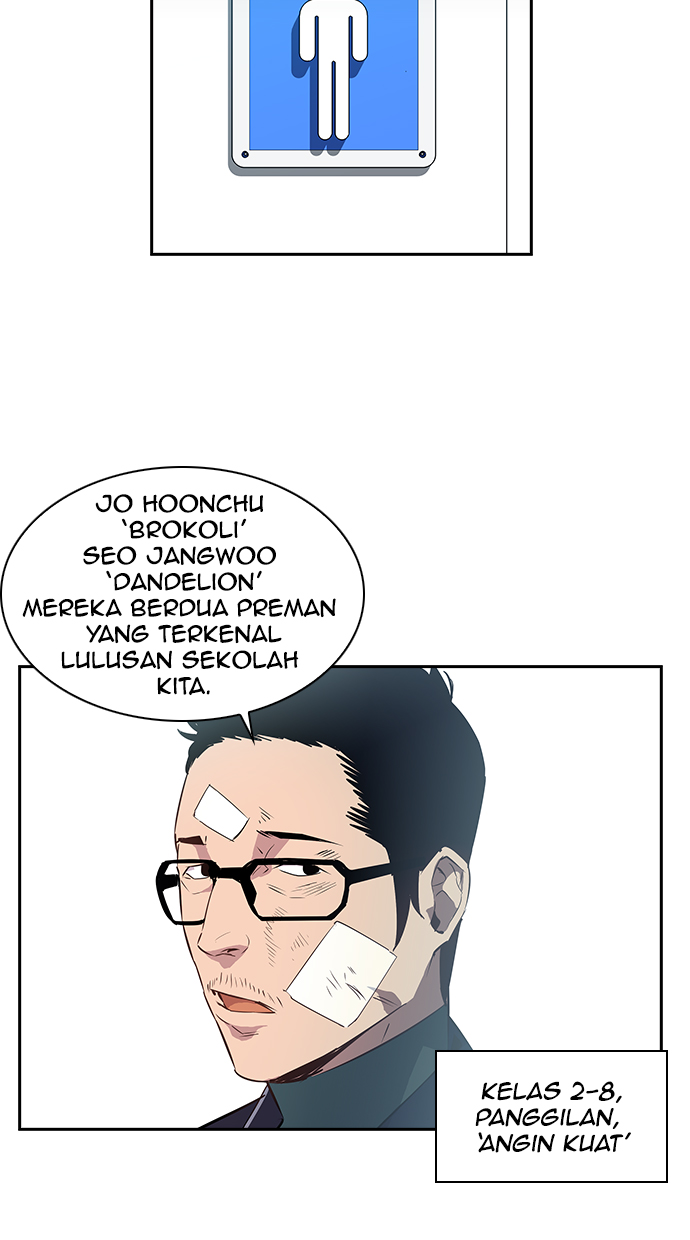 JO HOONCHU
'BROKOLI'
SEO JANGWOO
'DANDELION'
MEREKA BERDUA PREMAN
YANG TERKENAL
LULUSAN SEKOLAH
KITA.
KELAS 2-8,
PANGGILAN,
'ANGIN KUAT'